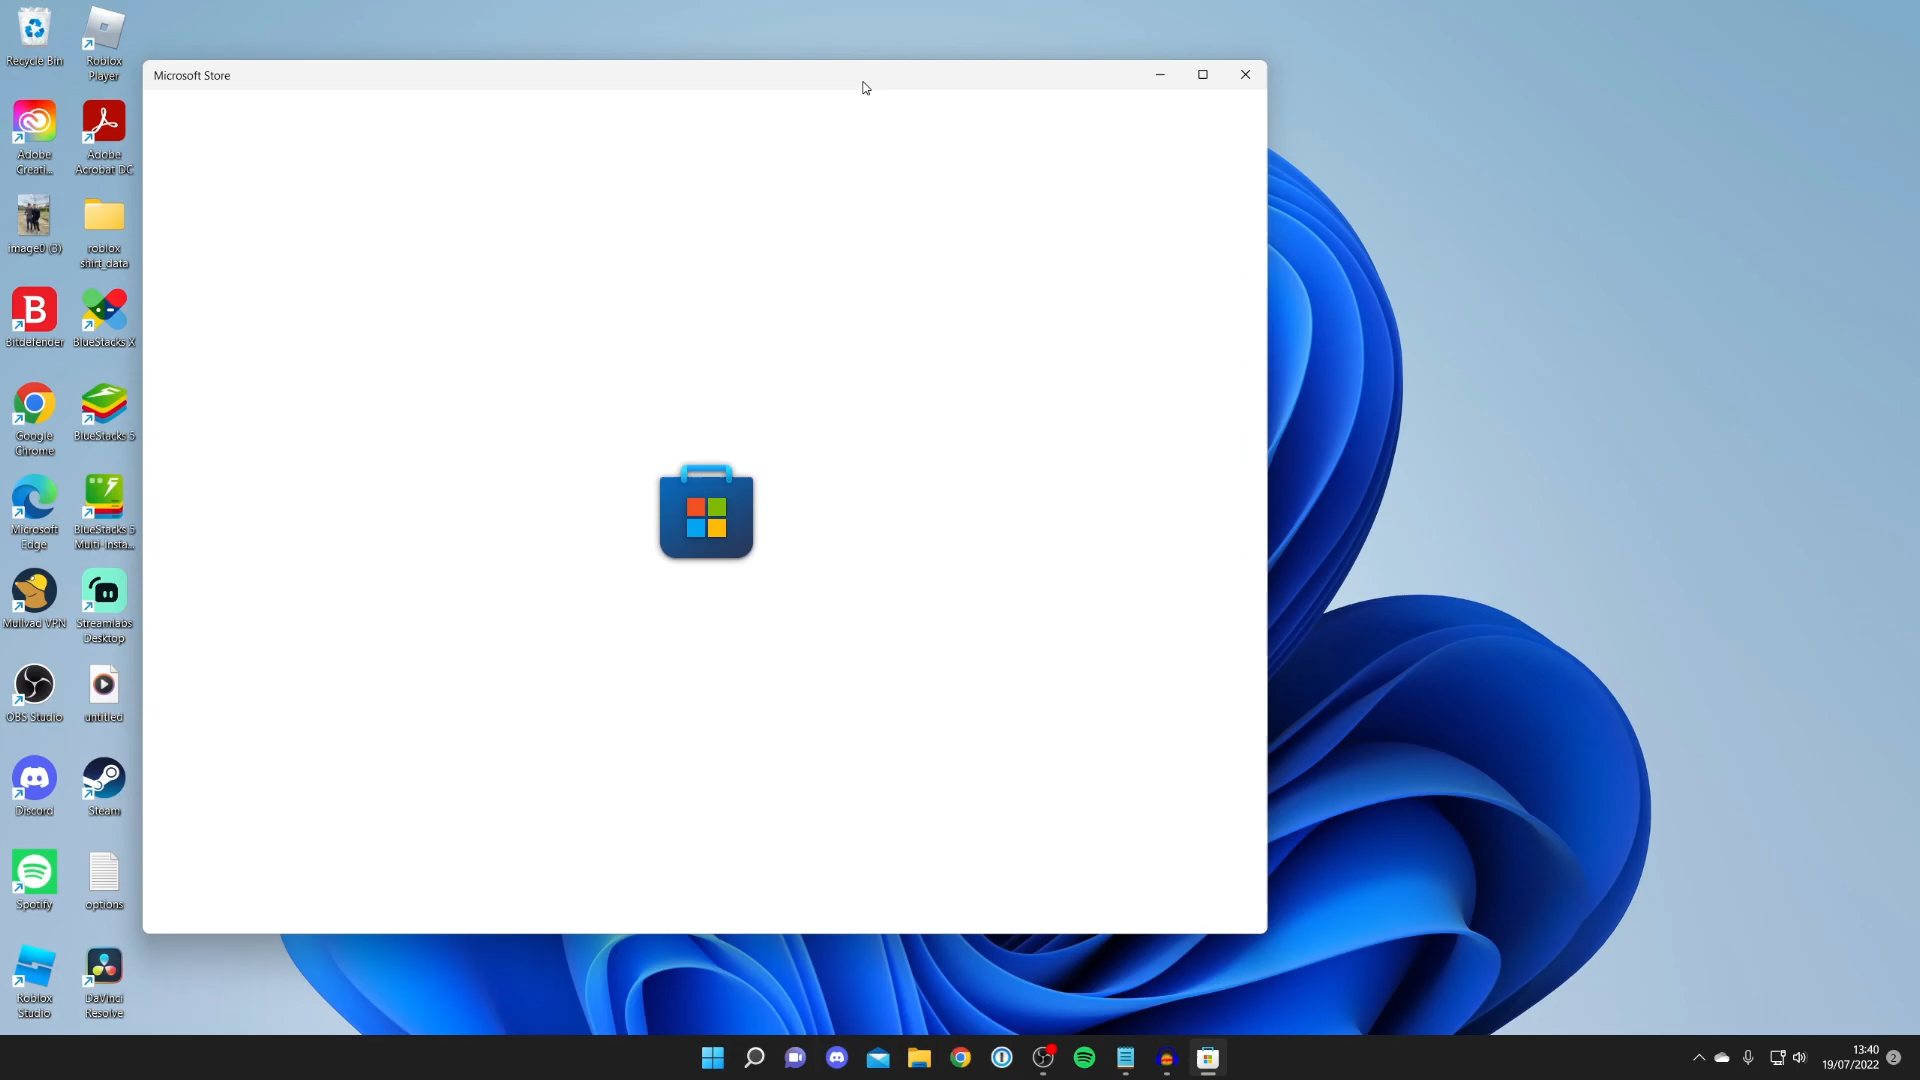 Microsoft Store
Recycle Bin
Roblox
Player
Adobe
Creati...
Adobe
Acrobat DC
image0 (3)
roblox
shirt_data
Bitdefender
BlueStacks X
Google
Chrome
BlueStacks 5
Microsoft
Edge
BlueStacks 5
Multi-Insta...
Mullvad VPN
Streamlabs
Desktop
OBS Studio
untitled
Discord
Steam
Spotify
options
Roblox
Studio
DaVinci
Resolve
13:40
19/07/2022
2